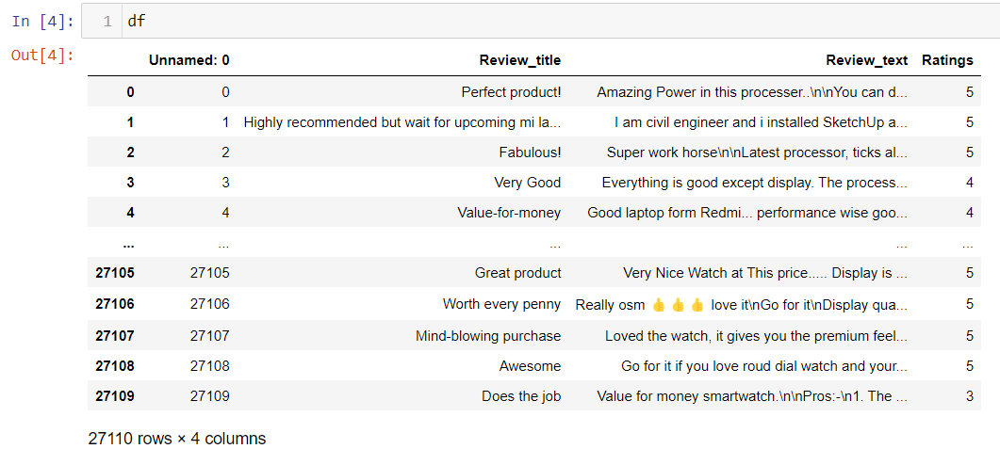 In [4]: 1 df
Out[4]:
Unnamed: 0 Review_title Review_text Ratings
0 0 Perfect product! Amazing Power in this processer..\n\nYou can d... 5
1 1 Highly recommended but wait for upcoming mi la... I am civil engineer and i installed SketchUp a... 5
2 2 Fabulous! Super work horse\n\nLatest processor, ticks al... 5
3 3 Very Good Everything is good except display. The process... 4
4 4 Value-for-money Good laptop form Redmi... performance wise goo... 4
... ... ... ... ...
27105 27105 Great product Very Nice Watch at This price..... Display is ... 5
27106 27106 Worth every penny Really osm 👍 👍 👍 love it\nGo for it\nDisplay qua... 5
27107 27107 Mind-blowing purchase Loved the watch, it gives you the premium feel... 5
27108 27108 Awesome Go for it if you love roud dial watch and your... 5
27109 27109 Does the job Value for money smartwatch.\n\nPros:-\n1. The ... 3
27110 rows × 4 columns